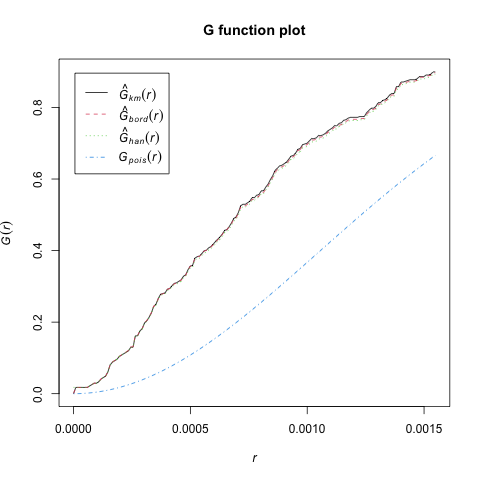 G function plot
Ĝkm(r)
Ĝbord(r)
Ĝhan(r)
Gpois(r)
G(r)
0.0
0.2
0.4
0.6
0.8
0.0000
0.0005
0.0010
0.0015
r